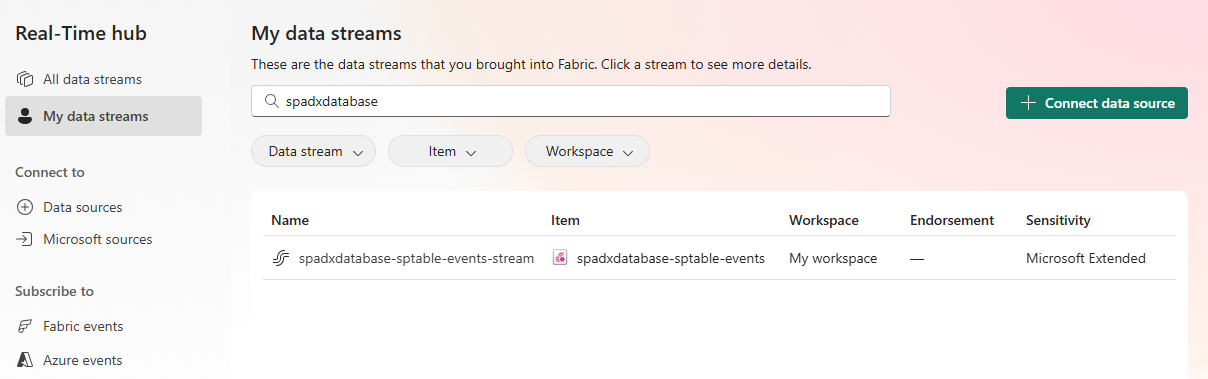 Real-Time hub
All data streams
My data streams
Connect to
Data sources
Microsoft sources
Subscribe to
Fabric events
Azure events
My data streams
These are the data streams that you brought into Fabric. Click a stream to see more details.
spadxdatabase
Connect data source
Data stream Item Workspace
Name Item Workspace Endorsement Sensitivity
spadxdatabase-sptable-events-stream spadxdatabase-sptable-events My workspace — Microsoft Extended